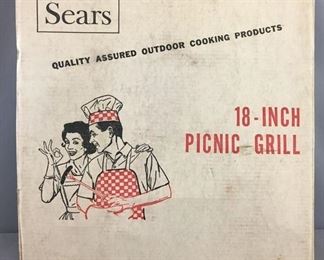 Sears
QUALITY ASSURED OUTDOOR COOKING PRODUCTS
18-INCH
PICNIC GRILL